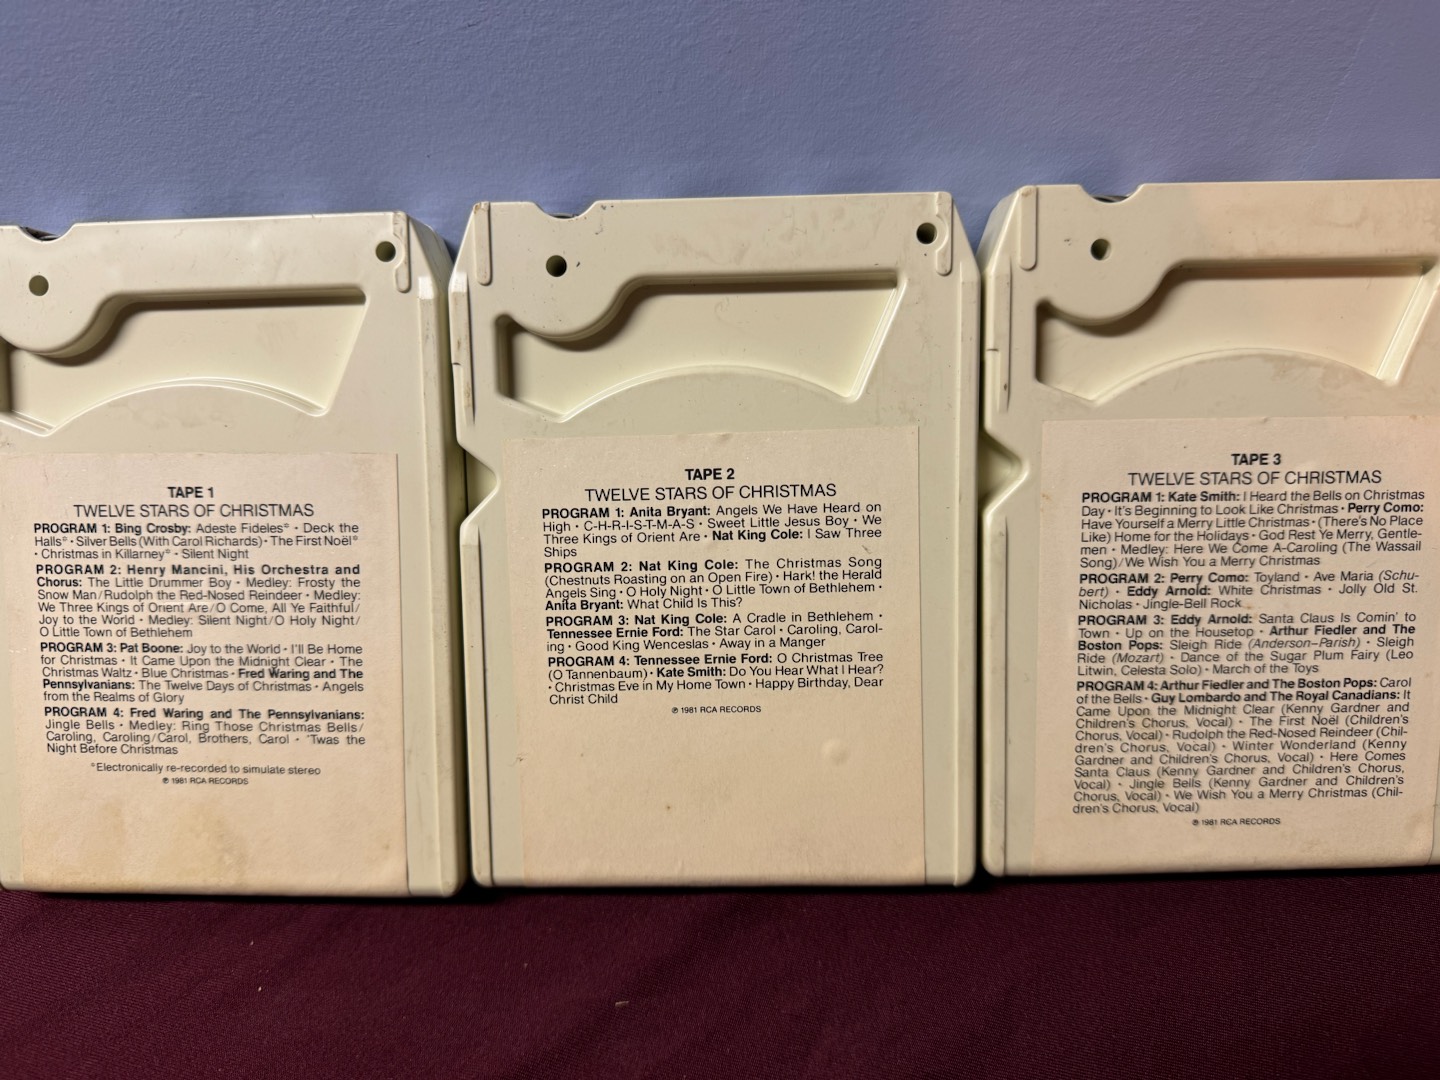 TAPE 1
TWELVE STARS OF CHRISTMAS
PROGRAM 1: Bing Crosby: Adeste Fideles* · Deck the
Halls* · Silver Bells (With Carol Richards) · The First Noël*
· Christmas in Killarney* · Silent Night
PROGRAM 2: Henry Mancini, His Orchestra and
Chorus: The Little Drummer Boy · Medley: Frosty the
Snow Man/Rudolph the Red-Nosed Reindeer · Medley:
We Three Kings of Orient Are/O Come, All Ye Faithful/
Joy to the World · Medley: Silent Night/O Holy Night/
O Little Town of Bethlehem
PROGRAM 3: Pat Boone: Joy to the World · I'll Be Home
for Christmas · It Came Upon the Midnight Clear · The
Christmas Waltz · Blue Christmas · Fred Waring and The
Pennsylvanians: The Twelve Days of Christmas · Angels
from the Realms of Glory
PROGRAM 4: Fred Waring and The Pennsylvanians:
Jingle Bells · Medley: Ring Those Christmas Bells/
Caroling, Caroling/Carol, Brothers, Carol · 'Twas the
Night Before Christmas
*Electronically re-recorded to simulate stereo
℗ 1981 RCA RECORDS
TAPE 2
TWELVE STARS OF CHRISTMAS
PROGRAM 1: Anita Bryant: Angels We Have Heard on
High · C-H-R-I-S-T-M-A-S · Sweet Little Jesus Boy · We
Three Kings of Orient Are · Nat King Cole: I Saw Three
Ships
PROGRAM 2: Nat King Cole: The Christmas Song
(Chestnuts Roasting on an Open Fire) · Hark! the Herald
Angels Sing · O Holy Night · O Little Town of Bethlehem ·
Anita Bryant: What Child Is This?
PROGRAM 3: Nat King Cole: A Cradle in Bethlehem ·
Tennessee Ernie Ford: The Star Carol · Caroling, Carol-
ing · Good King Wenceslas · Away in a Manger
PROGRAM 4: Tennessee Ernie Ford: O Christmas Tree
(O Tannenbaum) · Kate Smith: Do You Hear What I Hear?
· Christmas Eve in My Home Town · Happy Birthday, Dear
Christ Child
℗ 1981 RCA RECORDS
TAPE 3
TWELVE STARS OF CHRISTMAS
PROGRAM 1: Kate Smith: I Heard the Bells on Christmas
Day · It's Beginning to Look Like Christmas · Perry Como:
Have Yourself a Merry Little Christmas · (There's No Place
Like) Home for the Holidays · God Rest Ye Merry, Gentle-
men · Medley: Here We Come A-Caroling (The Wassail
Song)/We Wish You a Merry Christmas
PROGRAM 2: Perry Como: Toyland · Ave Maria (Schu-
bert) · Eddy Arnold: White Christmas · Jolly Old St.
Nicholas · Jingle-Bell Rock
PROGRAM 3: Eddy Arnold: Santa Claus Is Comin' to
Town · Up on the Housetop · Arthur Fiedler and The
Boston Pops: Sleigh Ride (Anderson-Parish) · Sleigh
Ride (Mozart) · Dance of the Sugar Plum Fairy (Leo
Litwin, Celesta Solo) · March of the Toys
PROGRAM 4: Arthur Fiedler and The Boston Pops: Carol
of the Bells · Guy Lombardo and The Royal Canadians: It
Came Upon the Midnight Clear (Kenny Gardner and
Children's Chorus, Vocal) · The First Noël (Children's
Chorus, Vocal) · Rudolph the Red-Nosed Reindeer (Chil-
dren's Chorus, Vocal) · Winter Wonderland (Kenny
Gardner and Children's Chorus, Vocal) · Here Comes
Santa Claus (Kenny Gardner and Children's Chorus,
Vocal) · Jingle Bells (Kenny Gardner and Children's
Chorus, Vocal) · We Wish You a Merry Christmas (Chil-
dren's Chorus, Vocal)
℗ 1981 RCA RECORDS